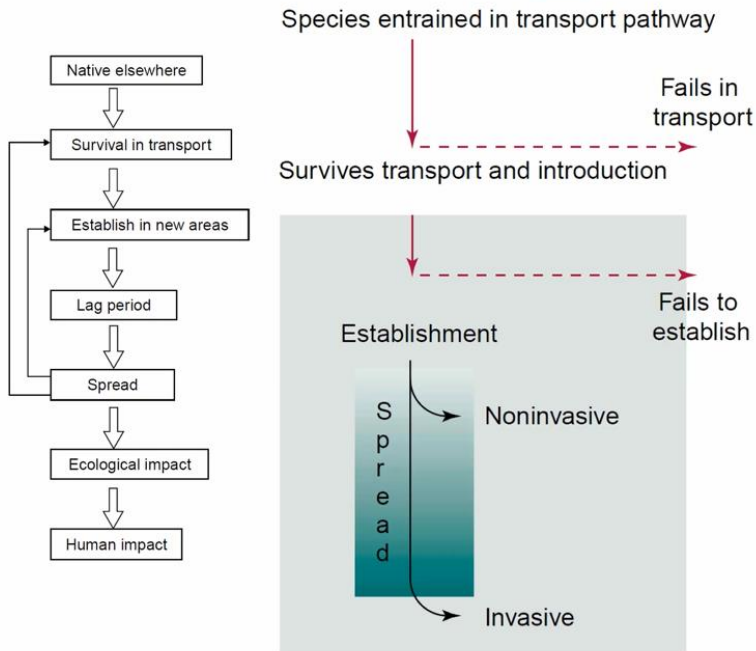 Native elsewhere
Survival in transport
Establish in new areas
Lag period
Spread
Ecological impact
Human impact
Species entrained in transport pathway
Fails in
transport
Survives transport and introduction
Fails to
establish
Establishment
Spread
Noninvasive
Invasive